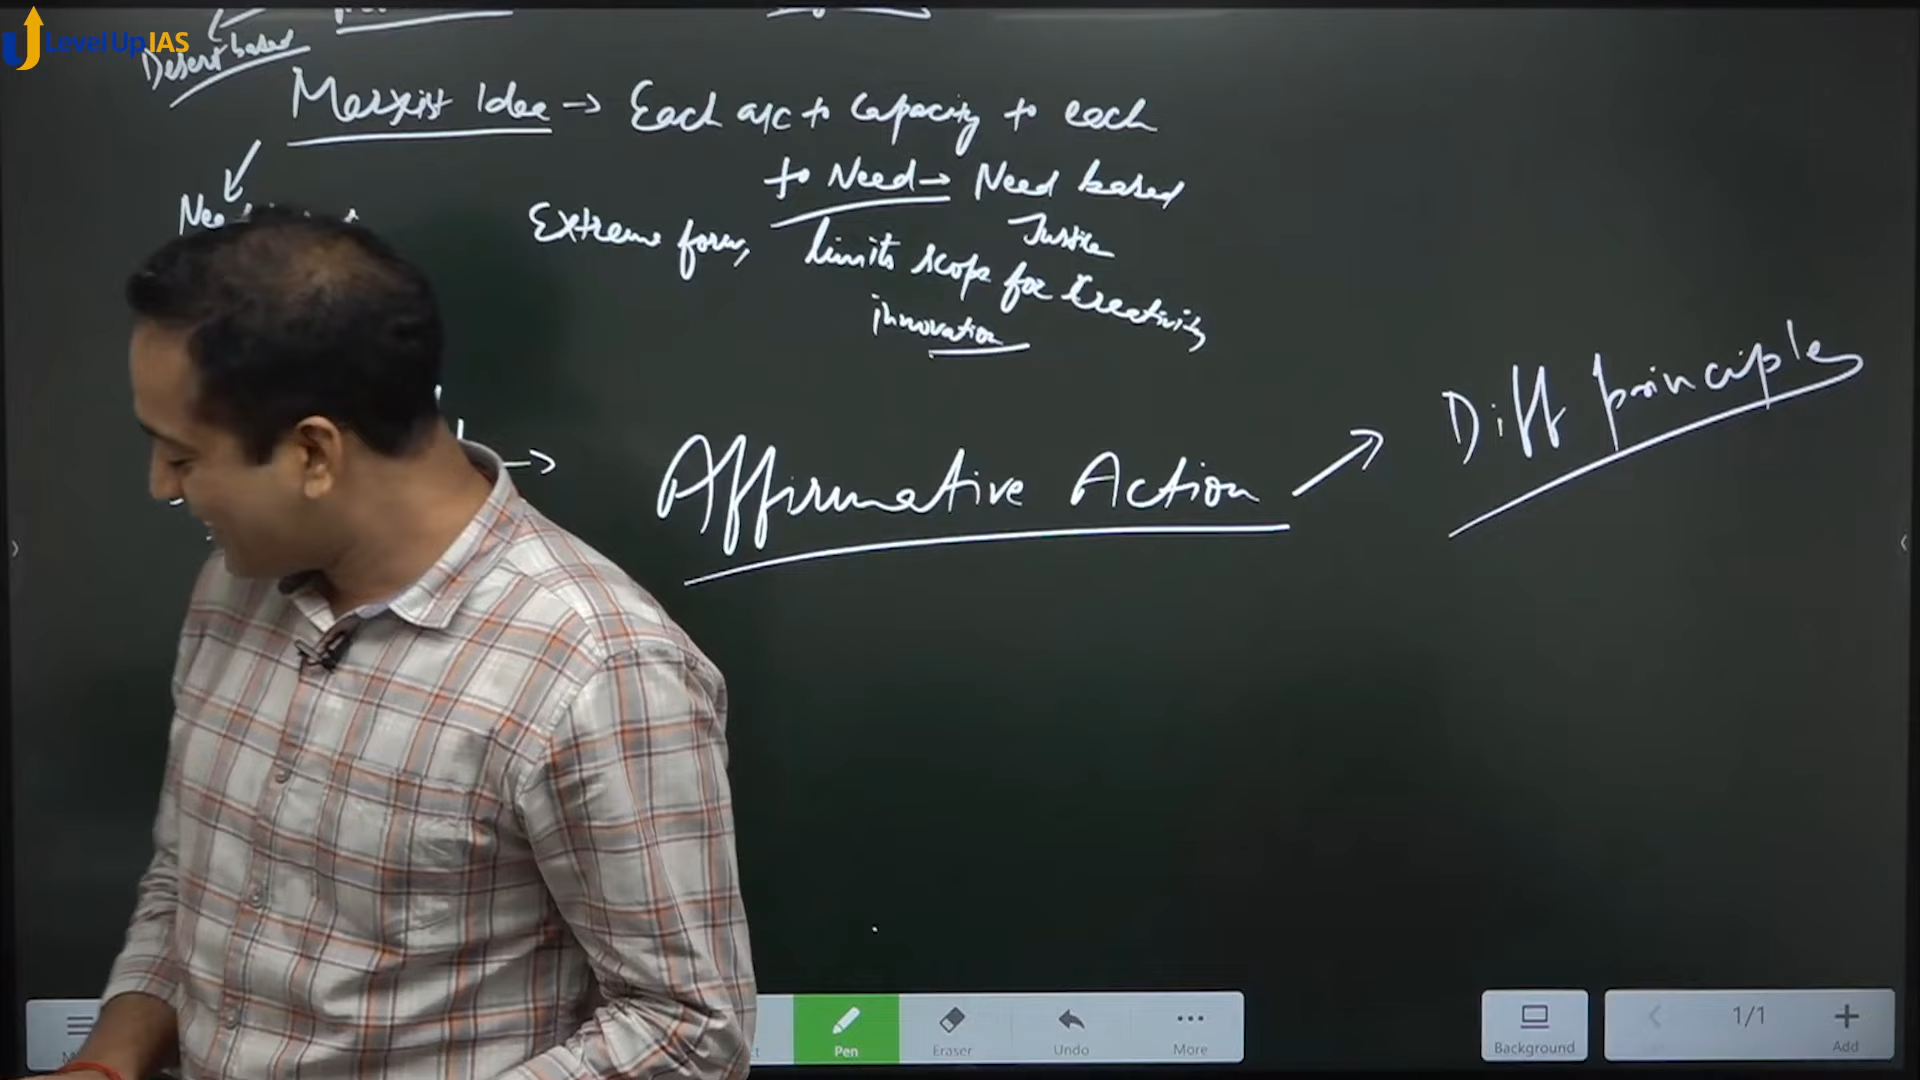 Level Up IAS
Desert based
Marxist Idea → Each a/c to Capacity to each
to Need → Need based
Justice
Extreme form, limits scope for creativity
innovation
→ Affirmative Action → Diff principles
Pen
Eraser
Undo
More
Background
1/1
Add